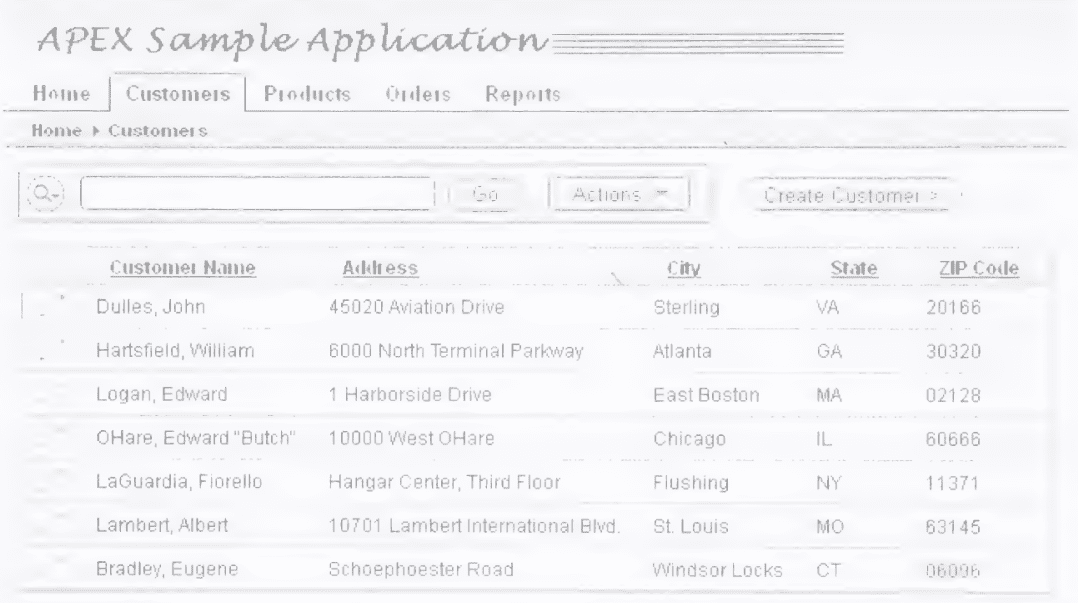 APEX Sample Application
Home Customers Products Orders Reports
Home Customers
Go Actions Create Customer >
Customer Name Address City State ZIP Code
Dulles, John 45020 Aviation Drive Sterling VA 20166
Hartsfield, William 6000 North Terminal Parkway Atlanta GA 30320
Logan, Edward 1 Harborside Drive East Boston MA 02128
OHare, Edward "Butch" 10000 West OHare Chicago IL 60666
LaGuardia, Fiorello Hangar Center, Third Floor Flushing NY 11371
Lambert, Albert 10701 Lambert International Blvd. St. Louis MO 63145
Bradley, Eugene Schoephoester Road Windsor Locks CT 06096